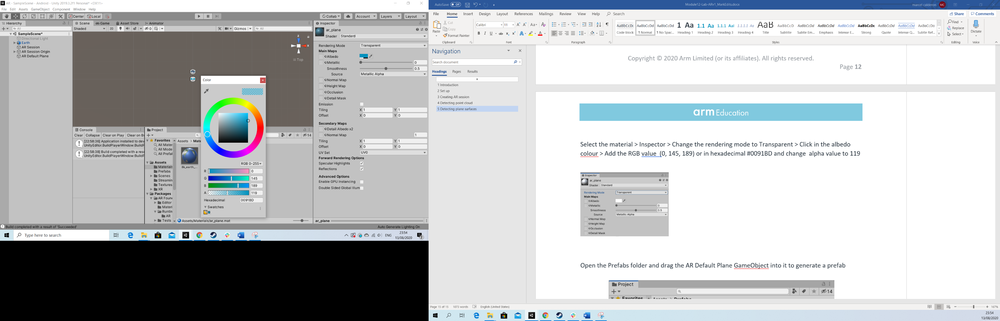 AR - SampleScene - Android - Unity 2019.3.2f1 Personal* <DX11>
File Edit Assets GameObject Component Window Help
Center Local
Collab Account Layers Layout
Hierarchy
All
SampleScene*
Directional Light
Earth
AR Session
AR Session Origin
AR Default Plane
Scene Game Asset Store Animator
Shaded 2D 0 Gizmos All
z
x
Top
Console
Clear Collapse Clear on Play Clear on Bu
[22:58:36] Application installed to dev
UnityEditor.BuildPlayerWindow:BuildP
[22:58:38] Build completed with a resu
UnityEditor.BuildPlayerWindow:BuildP
Project
14
Favorites
All Mater
All Mode
All Prefal
Assets
Materials
Prefabs
Scenes
Streamin
Textures
XR
Packages
AR Foun
Editor
Materi
Runtin
AR
Tests
Assets > Mate
8k_earth_...
Assets/Materials/ar_plane.mat
Color
RGB 0-255
R 0
G 145
B 189
A 119
Hexadecimal 0091BD
Swatches
Inspector
ar_plane
Shader Standard
Rendering Mode Transparent
Main Maps
Albedo
Metallic 0
Smoothness 0.5
Source Metallic Alpha
Normal Map
Height Map
Occlusion
Detail Mask
Emission
Tiling X 1 Y 1
Offset X 0 Y 0
Secondary Maps
Detail Albedo x2
Normal Map 1
Tiling X 1 Y 1
Offset X 0 Y 0
UV Set UV0
Forward Rendering Options
Specular Highlights
Reflections
Advanced Options
Enable GPU Instancing
Double Sided Global Illum
ar_plane
Build completed with a result of 'Succeeded'
Auto Generate Lighting On
Type here to search
ENG
23:54
13/08/2020
2
AutoSave Off
Module12-Lab-ARv1_MarkEdits.docx
marcel calderon MC
File Home Insert Design Layout References Mailings Review View Help Search
Share Comments
Paste
Cut
Copy
Format Painter
Clipboard
Calibri 11
Font
Paragraph
AaBbCcDc AaBbCcDd AaBbCcDd 1 Aa 1.1 Aa 1.1.1 AaI 1.1.1.1 Aa AaB AaBbCcD AaBbCcDd AaBbCcDd AaBbCcDd AaBbCcDc AaBbCcDd AaBbCcDd AaBbCcDd
Code block ¶ Normal ¶ No Spac... Heading 1 Heading 2 Heading 3 Heading 4 Title Subtitle Subtle Em... Emphasis Intense E... Strong Quote Intense Q... Subtle Ref...
Styles
Find
Replace
Select
Editing
Dictate
Voice
Navigation
Search document
Headings Pages Results
1 Introduction
2 Set up
3 Creating AR session
4 Detecting point cloud
5 Detecting plane surfaces
Copyright © 2020 Arm Limited (or its affiliates). All rights reserved.
Page 12
arm Education
Select the material > Inspector > Change the rendering mode to Transparent > Click in the albedo
colour > Add the RGB value (0, 145, 189) or in hexadecimal #0091BD and change alpha value to 119
Inspector
ar_plane
Shader Standard
Rendering Mode Transparent
Main Maps
Albedo
Metallic 0
Smoothness 0.5
Source Metallic Alpha
Normal Map
Height Map
Occlusion
Detail Mask
Open the Prefabs folder and drag the AR Default Plane GameObject into it to generate a prefab
Project
14
Page 15 of 15 1073 words English (United States)
167%
23:54
13/08/2020